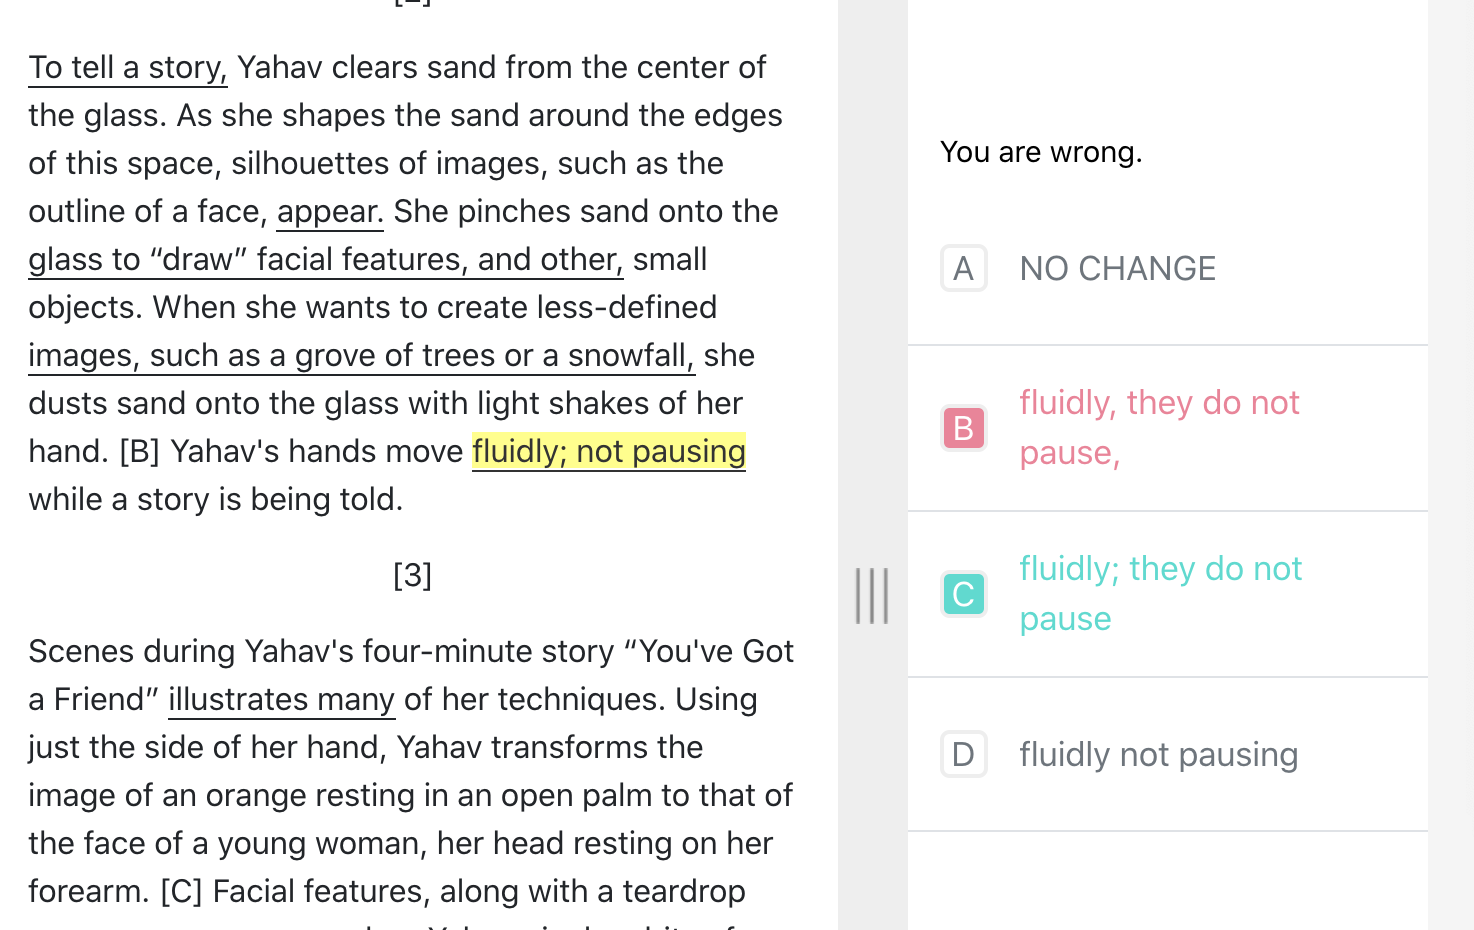 To tell a story, Yahav clears sand from the center of
the glass. As she shapes the sand around the edges
of this space, silhouettes of images, such as the
outline of a face, appear. She pinches sand onto the
glass to “draw” facial features, and other, small
objects. When she wants to create less-defined
images, such as a grove of trees or a snowfall, she
dusts sand onto the glass with light shakes of her
hand. [B] Yahav's hands move fluidly; not pausing
while a story is being told.
[3]
Scenes during Yahav's four-minute story “You've Got
a Friend” illustrates many of her techniques. Using
just the side of her hand, Yahav transforms the
image of an orange resting in an open palm to that of
the face of a young woman, her head resting on her
forearm. [C] Facial features, along with a teardrop
You are wrong.
A NO CHANGE
B fluidly, they do not
pause,
C fluidly; they do not
pause
D fluidly not pausing